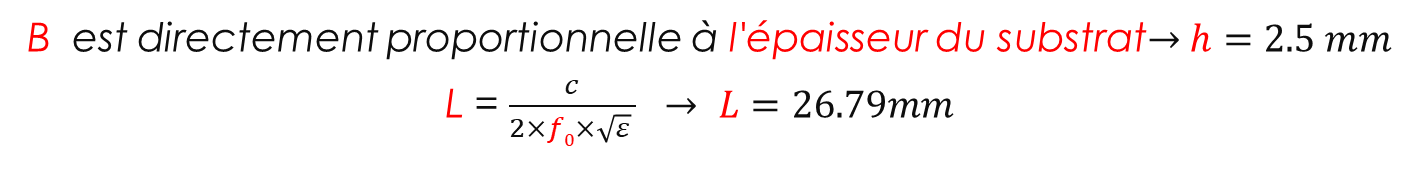 B est directement proportionnelle à l'épaisseur du substrat→ h = 2.5 mm
L = c / 2×f₀×√ε → L = 26.79mm